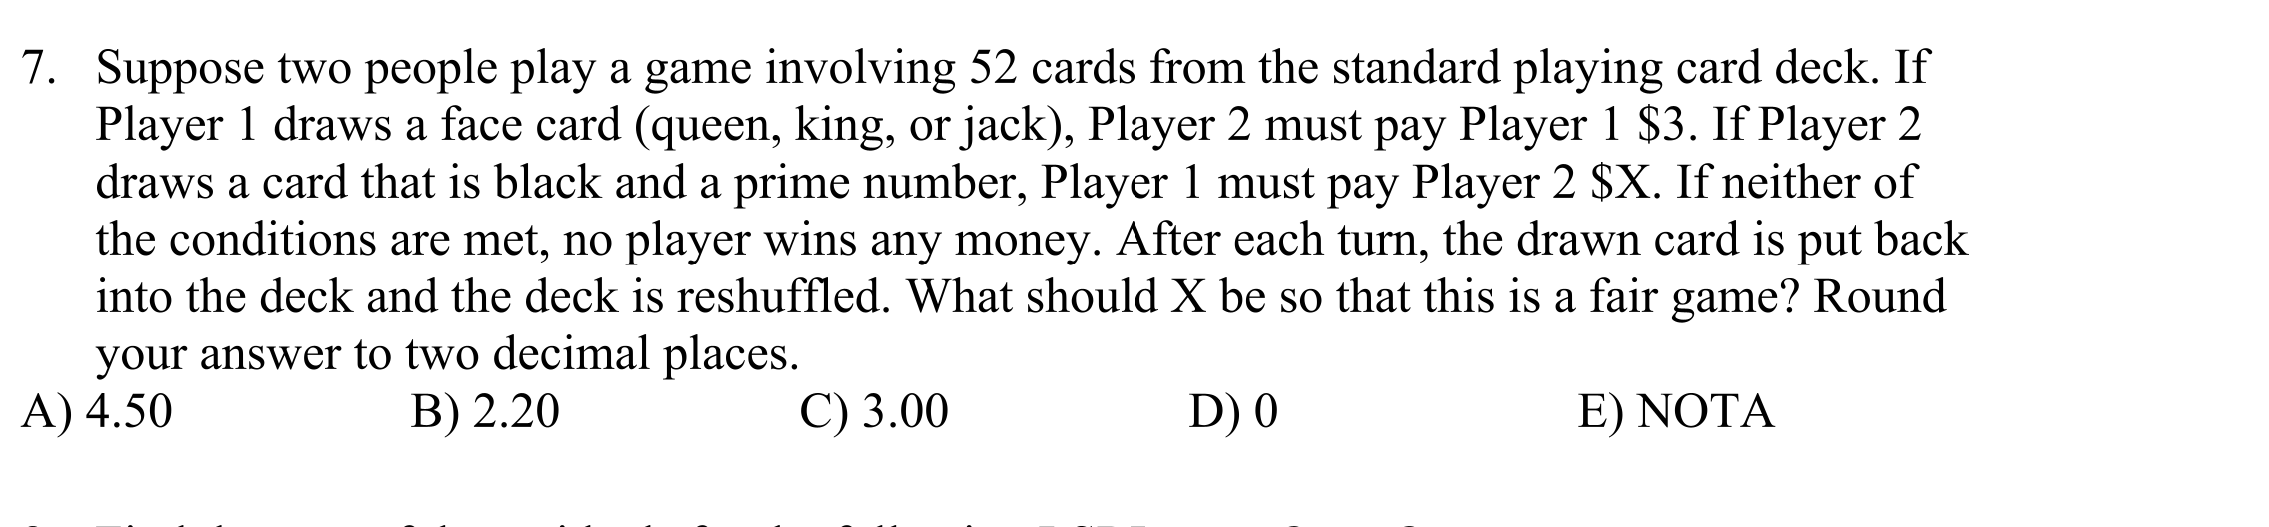 7. Suppose two people play a game involving 52 cards from the standard playing card deck. If
Player 1 draws a face card (queen, king, or jack), Player 2 must pay Player 1 $3. If Player 2
draws a card that is black and a prime number, Player 1 must pay Player 2 $X. If neither of
the conditions are met, no player wins any money. After each turn, the drawn card is put back
into the deck and the deck is reshuffled. What should X be so that this is a fair game? Round
your answer to two decimal places.
A) 4.50 B) 2.20 C) 3.00 D) 0 E) NOTA